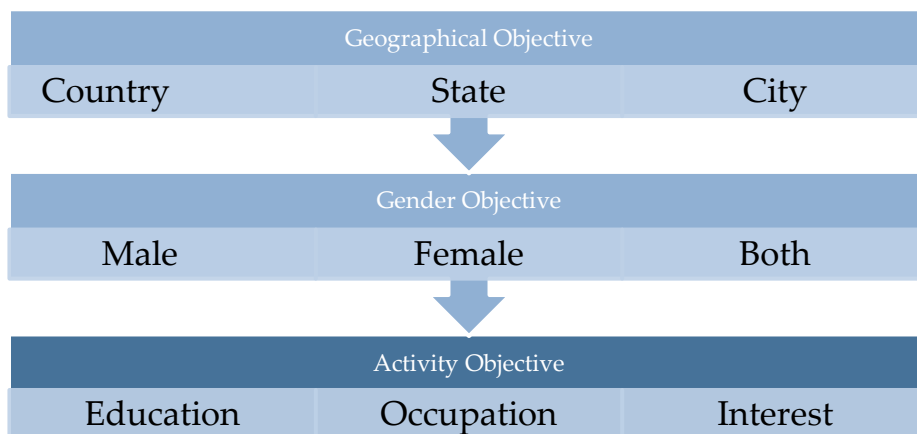 Geographical Objective
Country State City
Gender Objective
Male Female Both
Activity Objective
Education Occupation Interest